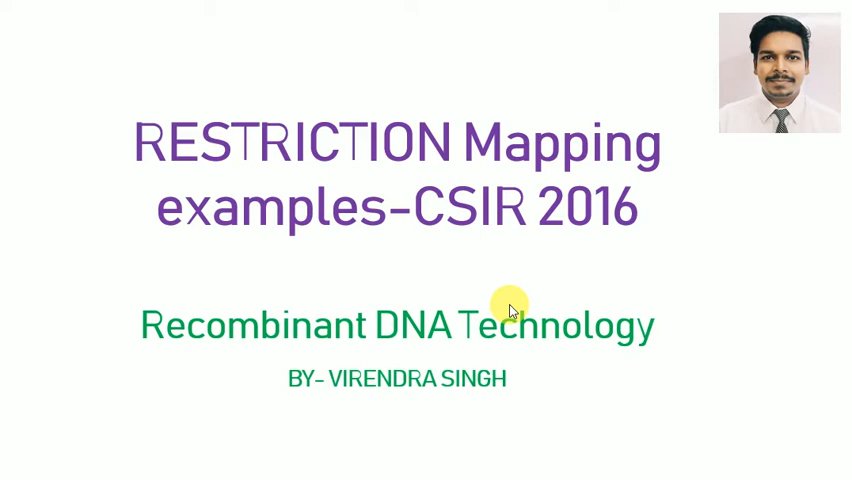 RESTRICTION Mapping
examples-CSIR 2016
Recombinant DNA Technology
BY- VIRENDRA SINGH